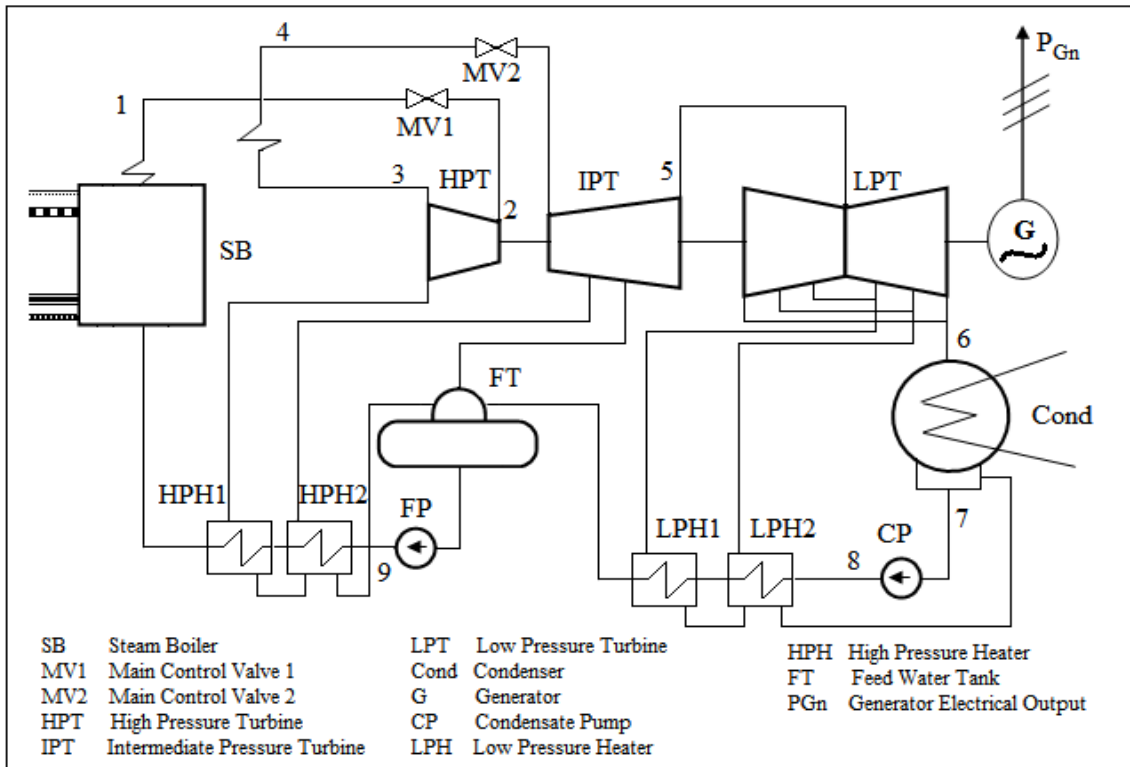 4
P_Gn
MV2
1
MV1
3
HPT
2
IPT
5
LPT
G
SB
6
FT
Cond
HPH1
HPH2
FP
9
LPH1
LPH2
8
CP
7
SB Steam Boiler
MV1 Main Control Valve 1
MV2 Main Control Valve 2
HPT High Pressure Turbine
IPT Intermediate Pressure Turbine
LPT Low Pressure Turbine
Cond Condenser
G Generator
CP Condensate Pump
LPH Low Pressure Heater
HPH High Pressure Heater
FT Feed Water Tank
PGn Generator Electrical Output